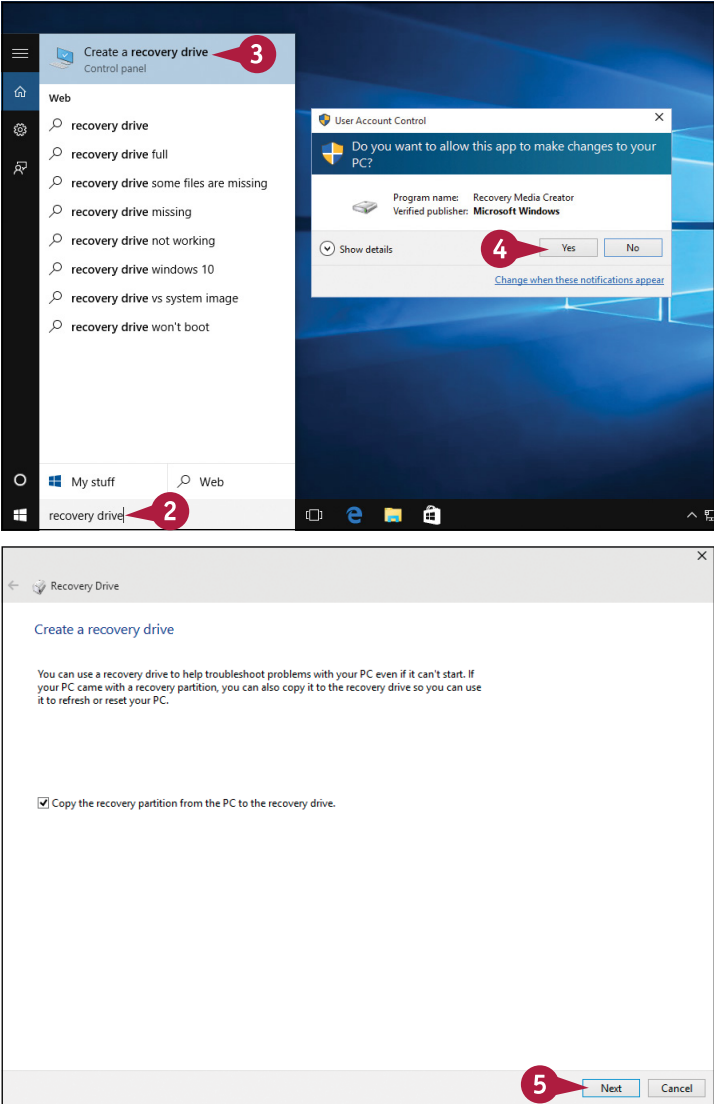 Create a recovery drive
3
Control panel
Web
recovery drive
recovery drive full
recovery drive some files are missing
recovery drive missing
recovery drive not working
recovery drive windows 10
recovery drive vs system image
recovery drive won't boot
My stuff
Web
recovery drive
2
User Account Control
Do you want to allow this app to make changes to your
PC?
Program name: Recovery Media Creator
Verified publisher: Microsoft Windows
Show details
4
Yes
No
Change when these notifications appear
Recovery Drive
Create a recovery drive
You can use a recovery drive to help troubleshoot problems with your PC even if it can't start. If
your PC came with a recovery partition, you can also copy it to the recovery drive so you can use
it to refresh or reset your PC.
Copy the recovery partition from the PC to the recovery drive.
5
Next
Cancel